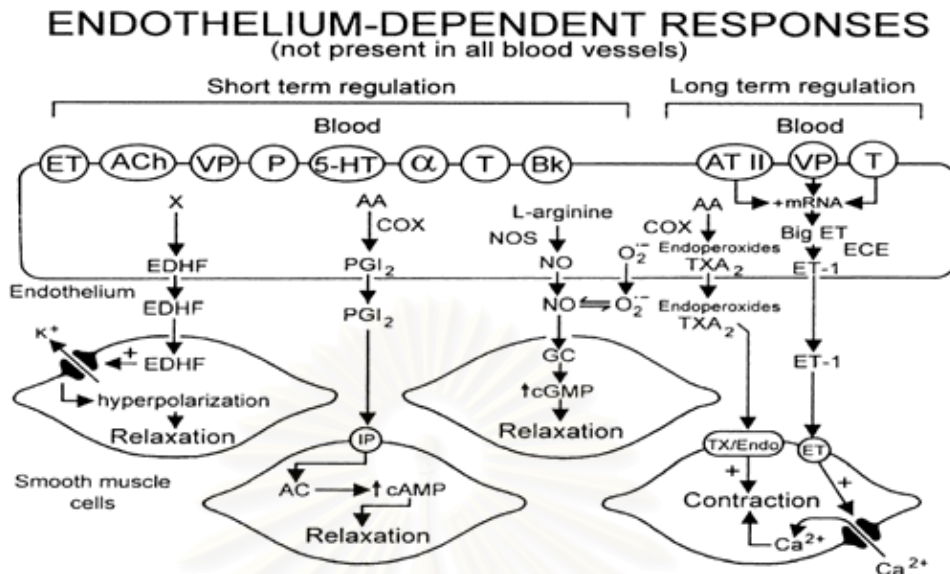 ENDOTHELIUM-DEPENDENT RESPONSES
(not present in all blood vessels)
Short term regulation
Long term regulation
Blood
Blood
ET ACh VP P 5-HT α T Bk
AT II VP T
X
EDHF
EDHF
EDHF
K+
+
hyperpolarization
Relaxation
AA
COX
PGI2
PGI2
IP
AC
↑ cAMP
Relaxation
L-arginine
NOS
NO
NO
O2·−
O2·−
GC
↑cGMP
Relaxation
AA
COX
Endoperoxides
TXA2
Endoperoxides
TXA2
TX/Endo
+
+mRNA
Big ET
ECE
ET-1
ET-1
ET
+
Contraction
Ca2+
Ca2+
Endothelium
Smooth muscle
cells